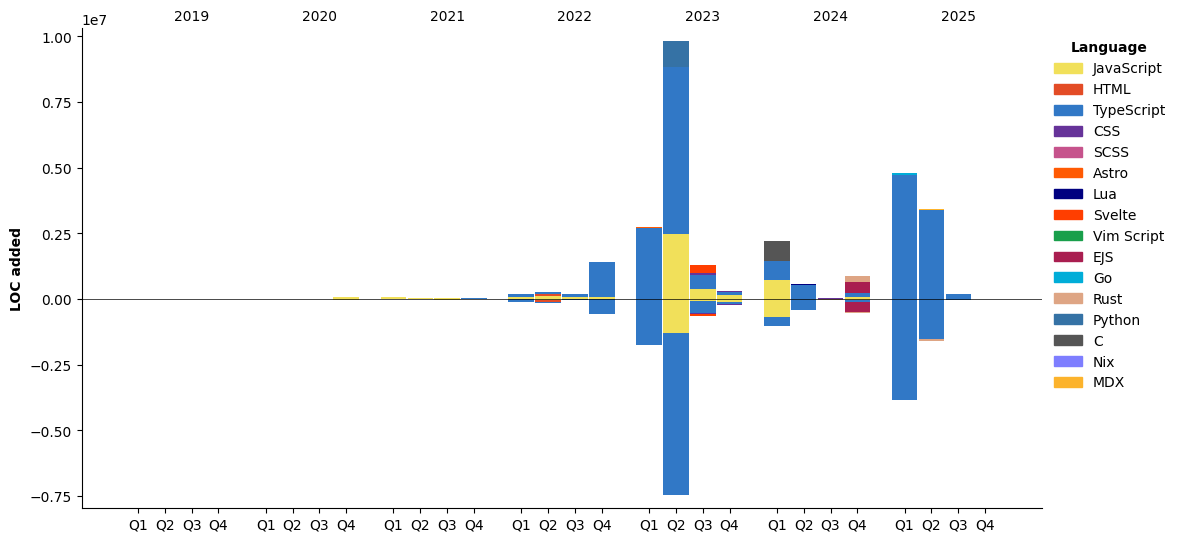 2019 2020 2021 2022 2023 2024 2025
1e7
1.00
0.75
0.50
0.25
0.00
−0.25
−0.50
−0.75
LOC added
Q1 Q2 Q3 Q4 Q1 Q2 Q3 Q4 Q1 Q2 Q3 Q4 Q1 Q2 Q3 Q4 Q1 Q2 Q3 Q4 Q1 Q2 Q3 Q4 Q1 Q2 Q3 Q4
Language
JavaScript
HTML
TypeScript
CSS
SCSS
Astro
Lua
Svelte
Vim Script
EJS
Go
Rust
Python
C
Nix
MDX